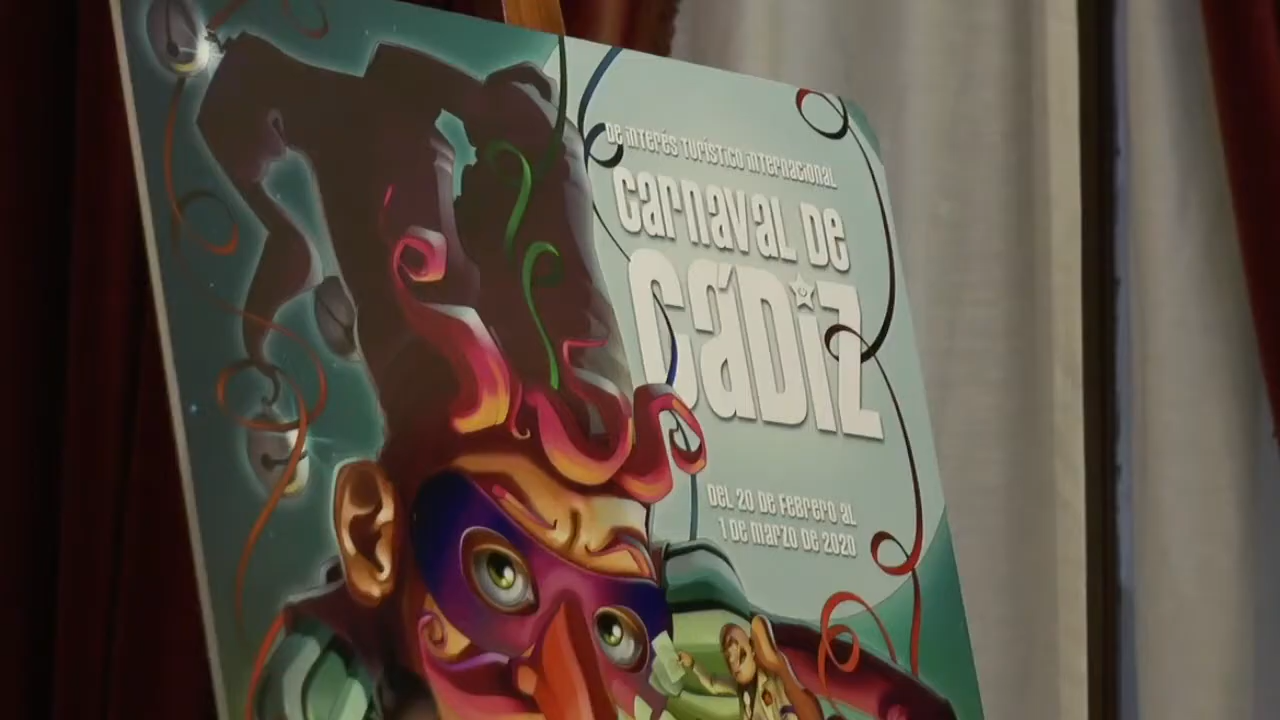 DE INTERÉS TURÍSTICO INTERNACIONAL
CARNAVAL DE
CÁDIZ
DEL 20 DE FEBRERO AL
1 DE MARZO DE 2020